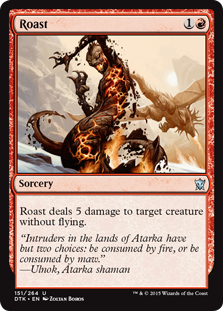 Roast 1
Sorcery
Roast deals 5 damage to target creature
without flying.
"Intruders in the lands of Atarka have
but two choices: be consumed by fire, or be
consumed by maw."
—Uhok, Atarka shaman
151/264 U
DTK • EN Zoltan Boros
™ & © 2015 Wizards of the Coast